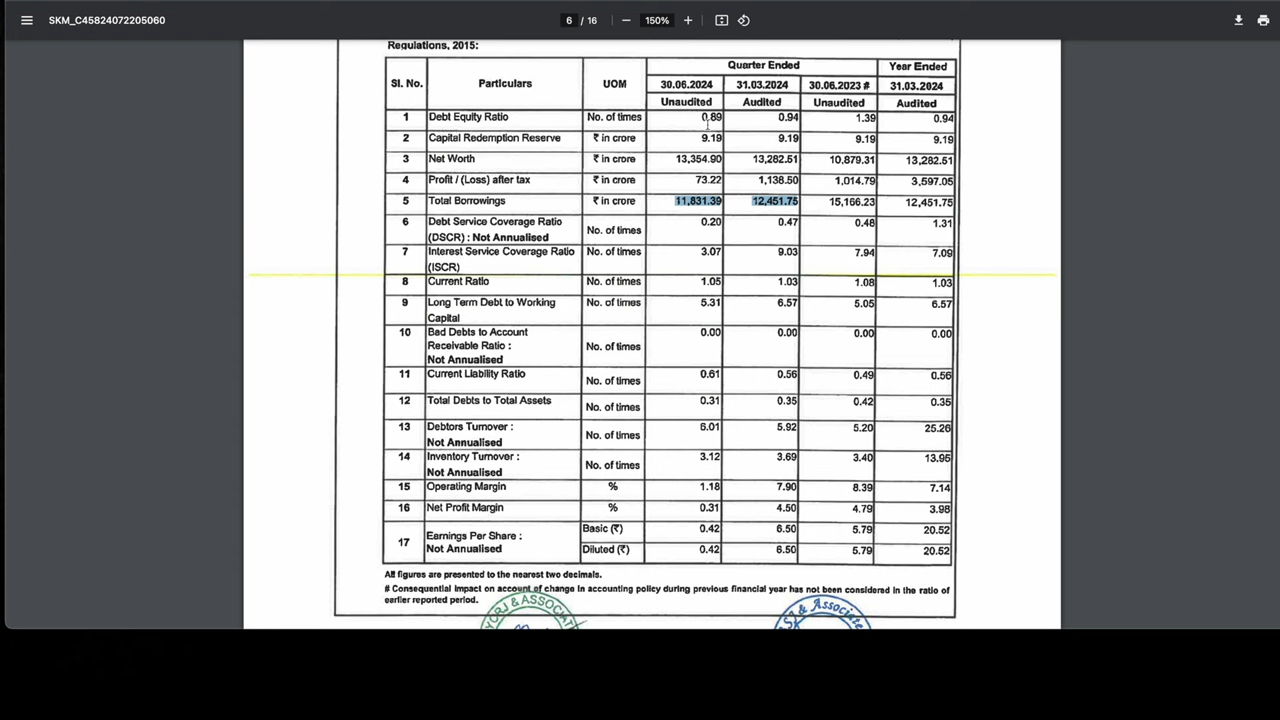 SKM_C45824072205060
6 / 16
150%
Regulations, 2015:
Sl. No. Particulars UOM Quarter Ended Year Ended
30.06.2024 31.03.2024 30.06.2023 # 31.03.2024
Unaudited Audited Unaudited Audited
1 Debt Equity Ratio No. of times 0.89 0.94 1.39 0.94
2 Capital Redemption Reserve ₹ in crore 9.19 9.19 9.19 9.19
3 Net Worth ₹ in crore 13,354.90 13,282.51 10,879.31 13,282.51
4 Profit / (Loss) after tax ₹ in crore 73.22 1,138.50 1,014.79 3,597.05
5 Total Borrowings ₹ in crore 11,831.39 12,451.75 15,166.23 12,451.75
6 Debt Service Coverage Ratio
(DSCR) : Not Annualised No. of times 0.20 0.47 0.48 1.31
7 Interest Service Coverage Ratio
(ISCR) No. of times 3.07 9.03 7.94 7.09
8 Current Ratio No. of times 1.05 1.03 1.08 1.03
9 Long Term Debt to Working
Capital No. of times 5.31 6.57 5.05 6.57
10 Bad Debts to Account
Receivable Ratio :
Not Annualised No. of times 0.00 0.00 0.00 0.00
11 Current Liability Ratio No. of times 0.61 0.56 0.49 0.56
12 Total Debts to Total Assets No. of times 0.31 0.35 0.42 0.35
13 Debtors Turnover :
Not Annualised No. of times 6.01 5.92 5.20 25.26
14 Inventory Turnover :
Not Annualised No. of times 3.12 3.69 3.40 13.95
15 Operating Margin % 1.18 7.90 8.39 7.14
16 Net Profit Margin % 0.31 4.50 4.79 3.98
17 Earnings Per Share :
Not Annualised
Basic (₹) 0.42 6.50 5.79 20.52
Diluted (₹) 0.42 6.50 5.79 20.52
All figures are presented to the nearest two decimals.
# Consequential impact on account of change in accounting policy during previous financial year has not been considered in the ratio of
earlier reported period.
& ASSOCIAT
& Associate